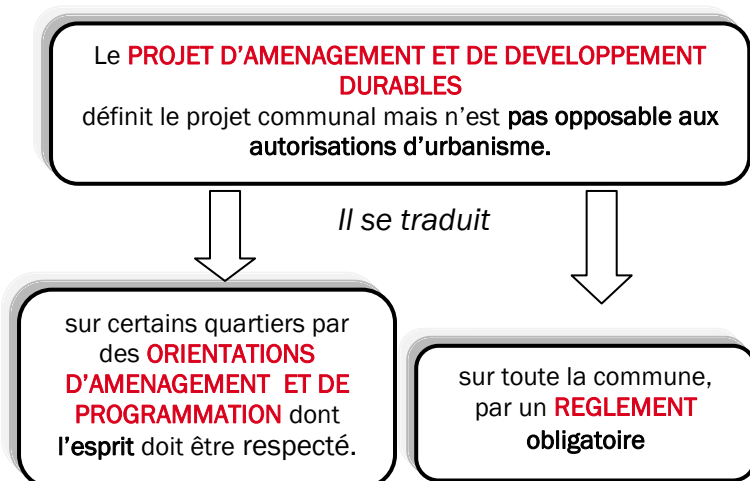 Le PROJET D'AMENAGEMENT ET DE DEVELOPPEMENT
DURABLES
définit le projet communal mais n'est pas opposable aux
autorisations d'urbanisme.
Il se traduit
sur certains quartiers par
des ORIENTATIONS
D'AMENAGEMENT ET DE
PROGRAMMATION dont
l'esprit doit être respecté.
sur toute la commune,
par un REGLEMENT
obligatoire